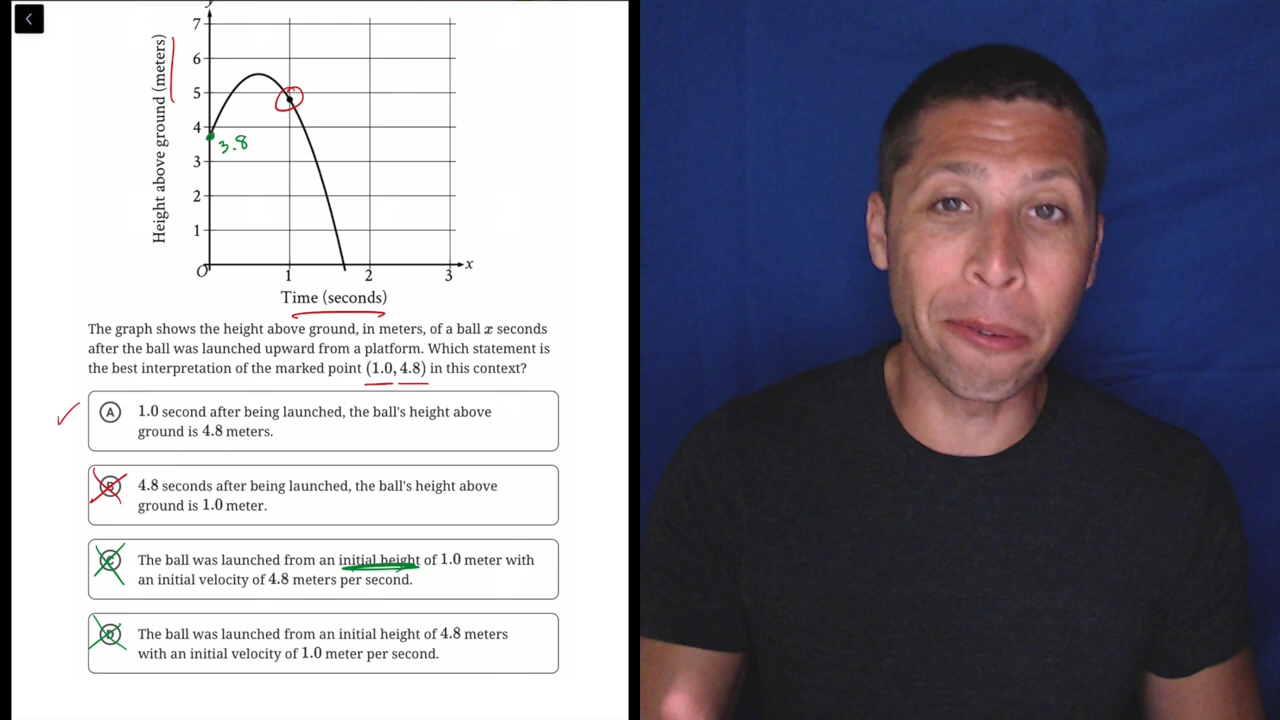 y
7
6
5
4
3
2
1
O
1
2
3
x
3.8
Height above ground (meters)
Time (seconds)
The graph shows the height above ground, in meters, of a ball x seconds
after the ball was launched upward from a platform. Which statement is
the best interpretation of the marked point (1.0, 4.8) in this context?
A
1.0 second after being launched, the ball's height above
ground is 4.8 meters.
B
4.8 seconds after being launched, the ball's height above
ground is 1.0 meter.
C
The ball was launched from an initial height of 1.0 meter with
an initial velocity of 4.8 meters per second.
D
The ball was launched from an initial height of 4.8 meters
with an initial velocity of 1.0 meter per second.